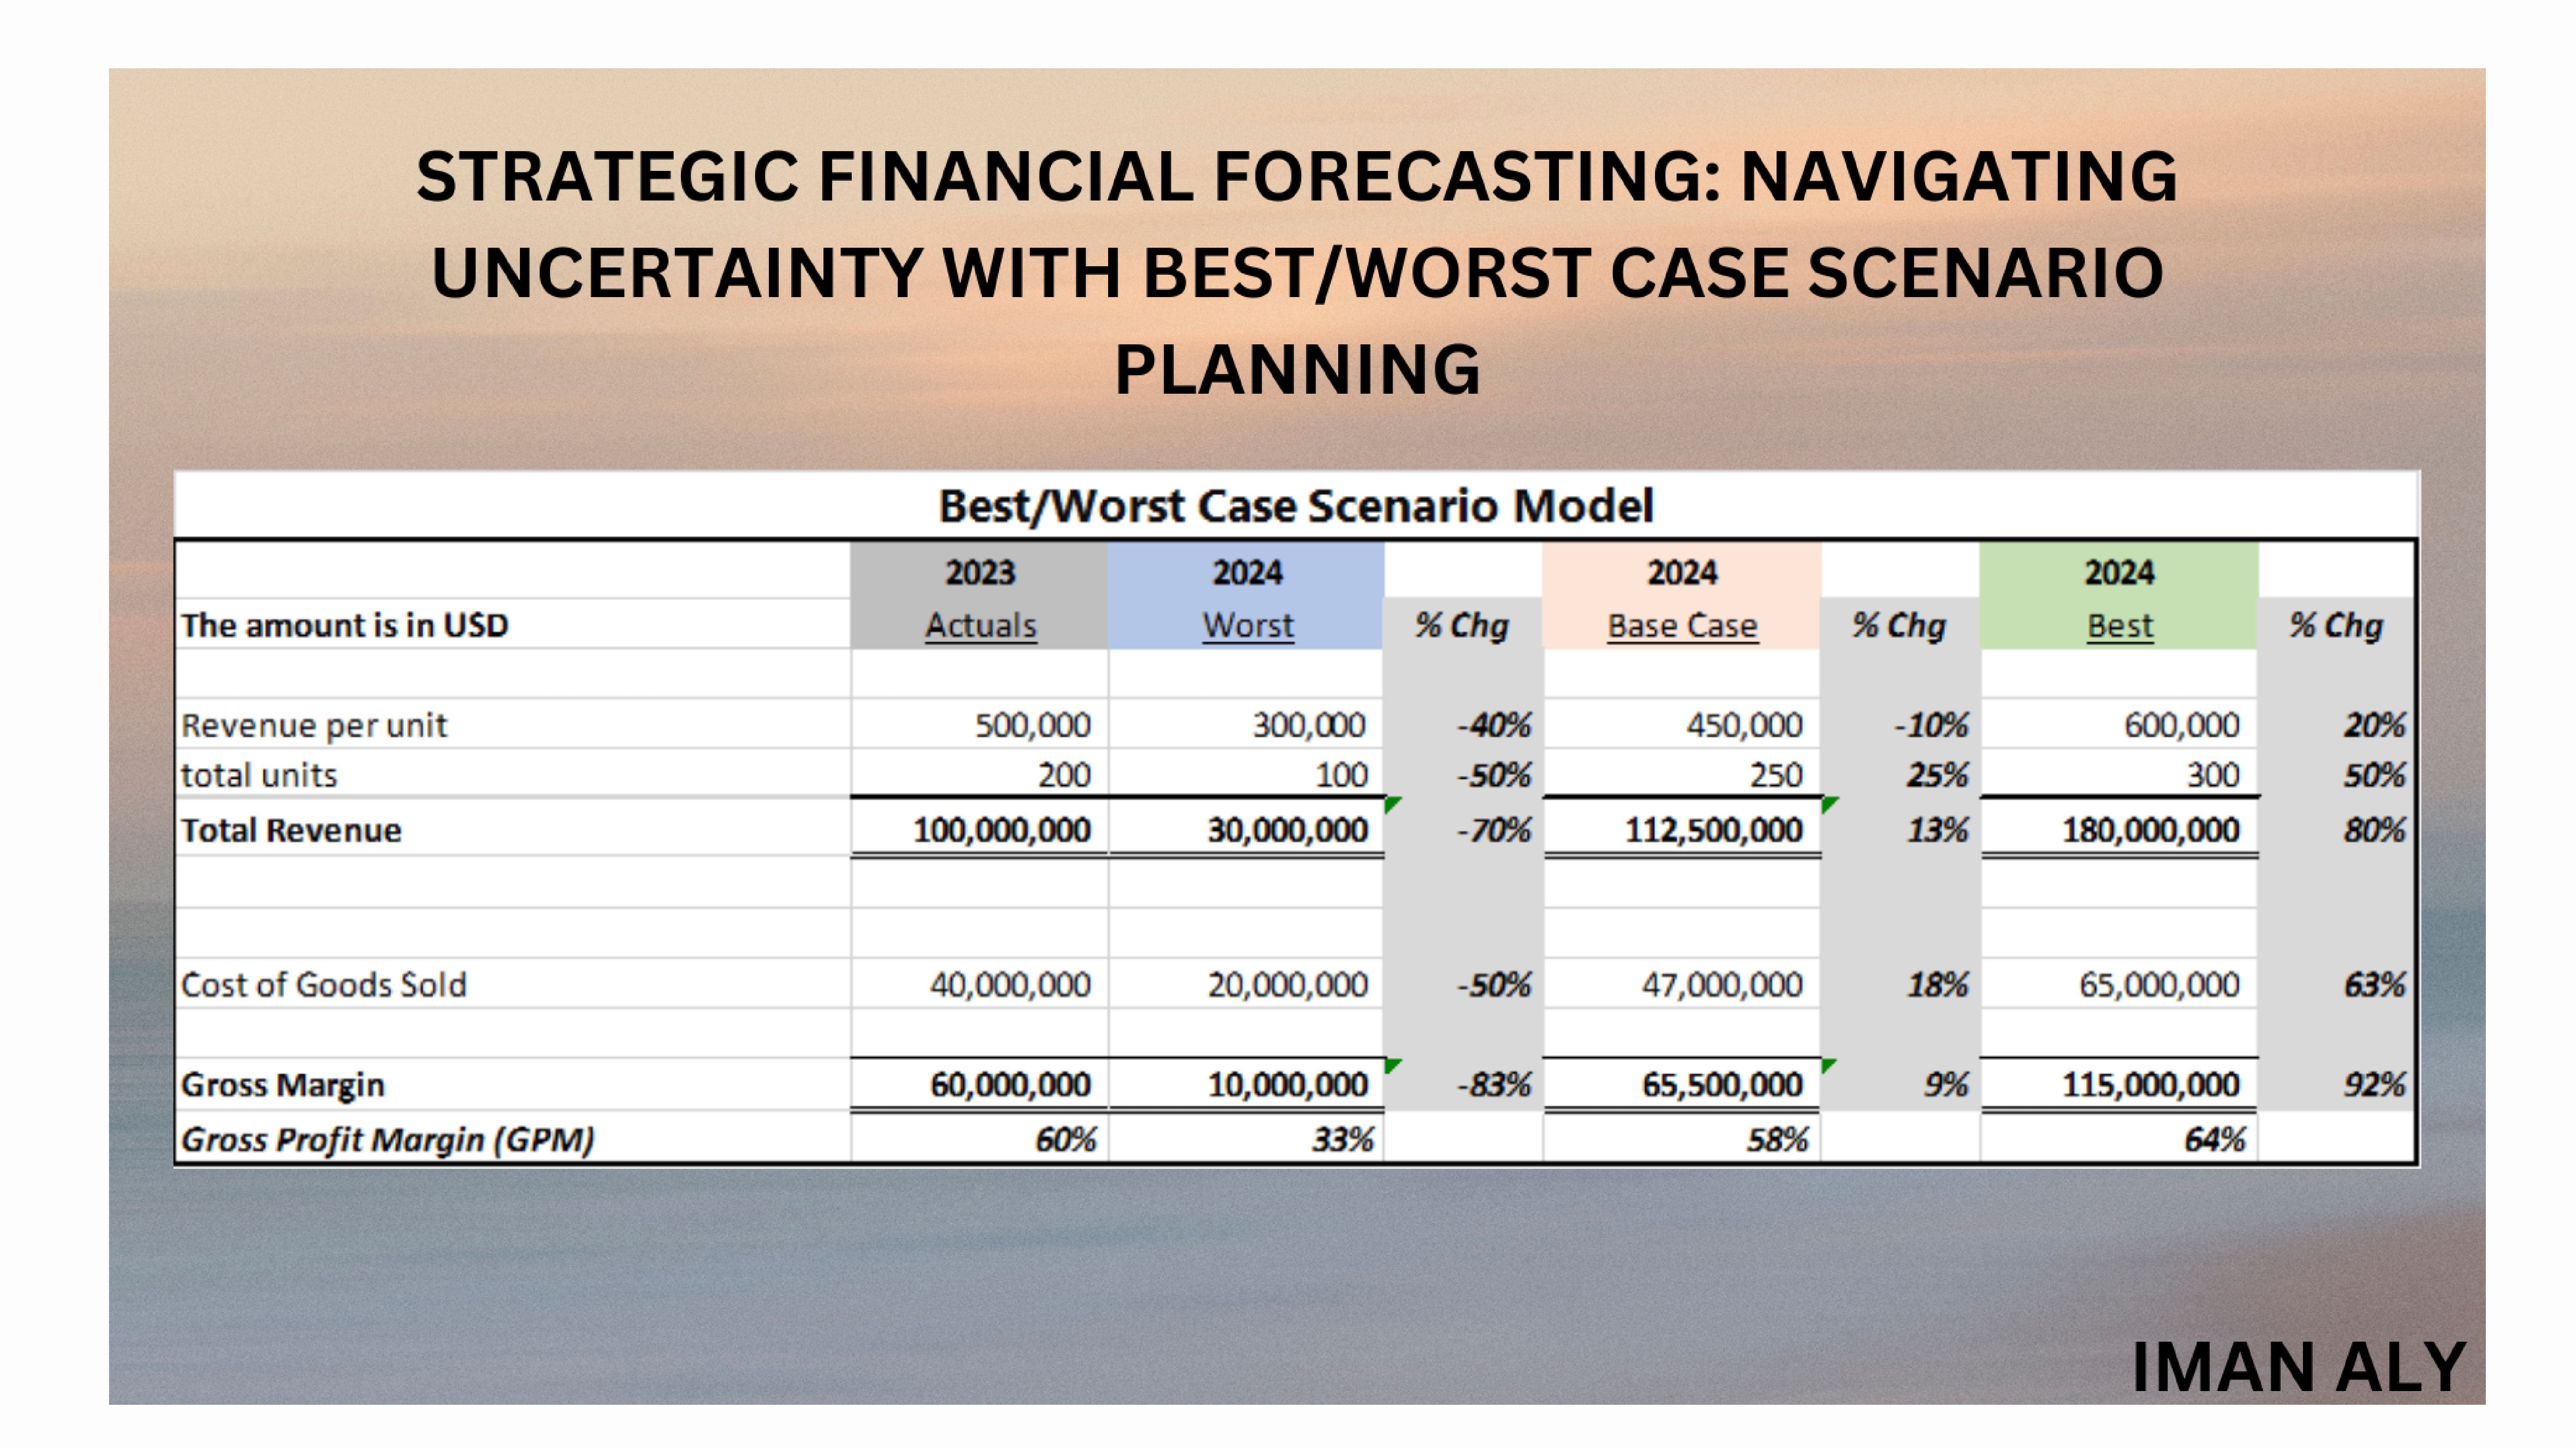 STRATEGIC FINANCIAL FORECASTING: NAVIGATING
UNCERTAINTY WITH BEST/WORST CASE SCENARIO
PLANNING
Best/Worst Case Scenario Model
2023 2024 2024 2024
The amount is in USD Actuals Worst % Chg Base Case % Chg Best % Chg
Revenue per unit 500,000 300,000 -40% 450,000 -10% 600,000 20%
total units 200 100 -50% 250 25% 300 50%
Total Revenue 100,000,000 30,000,000 -70% 112,500,000 13% 180,000,000 80%
Cost of Goods Sold 40,000,000 20,000,000 -50% 47,000,000 18% 65,000,000 63%
Gross Margin 60,000,000 10,000,000 -83% 65,500,000 9% 115,000,000 92%
Gross Profit Margin (GPM) 60% 33% 58% 64%
IMAN ALY